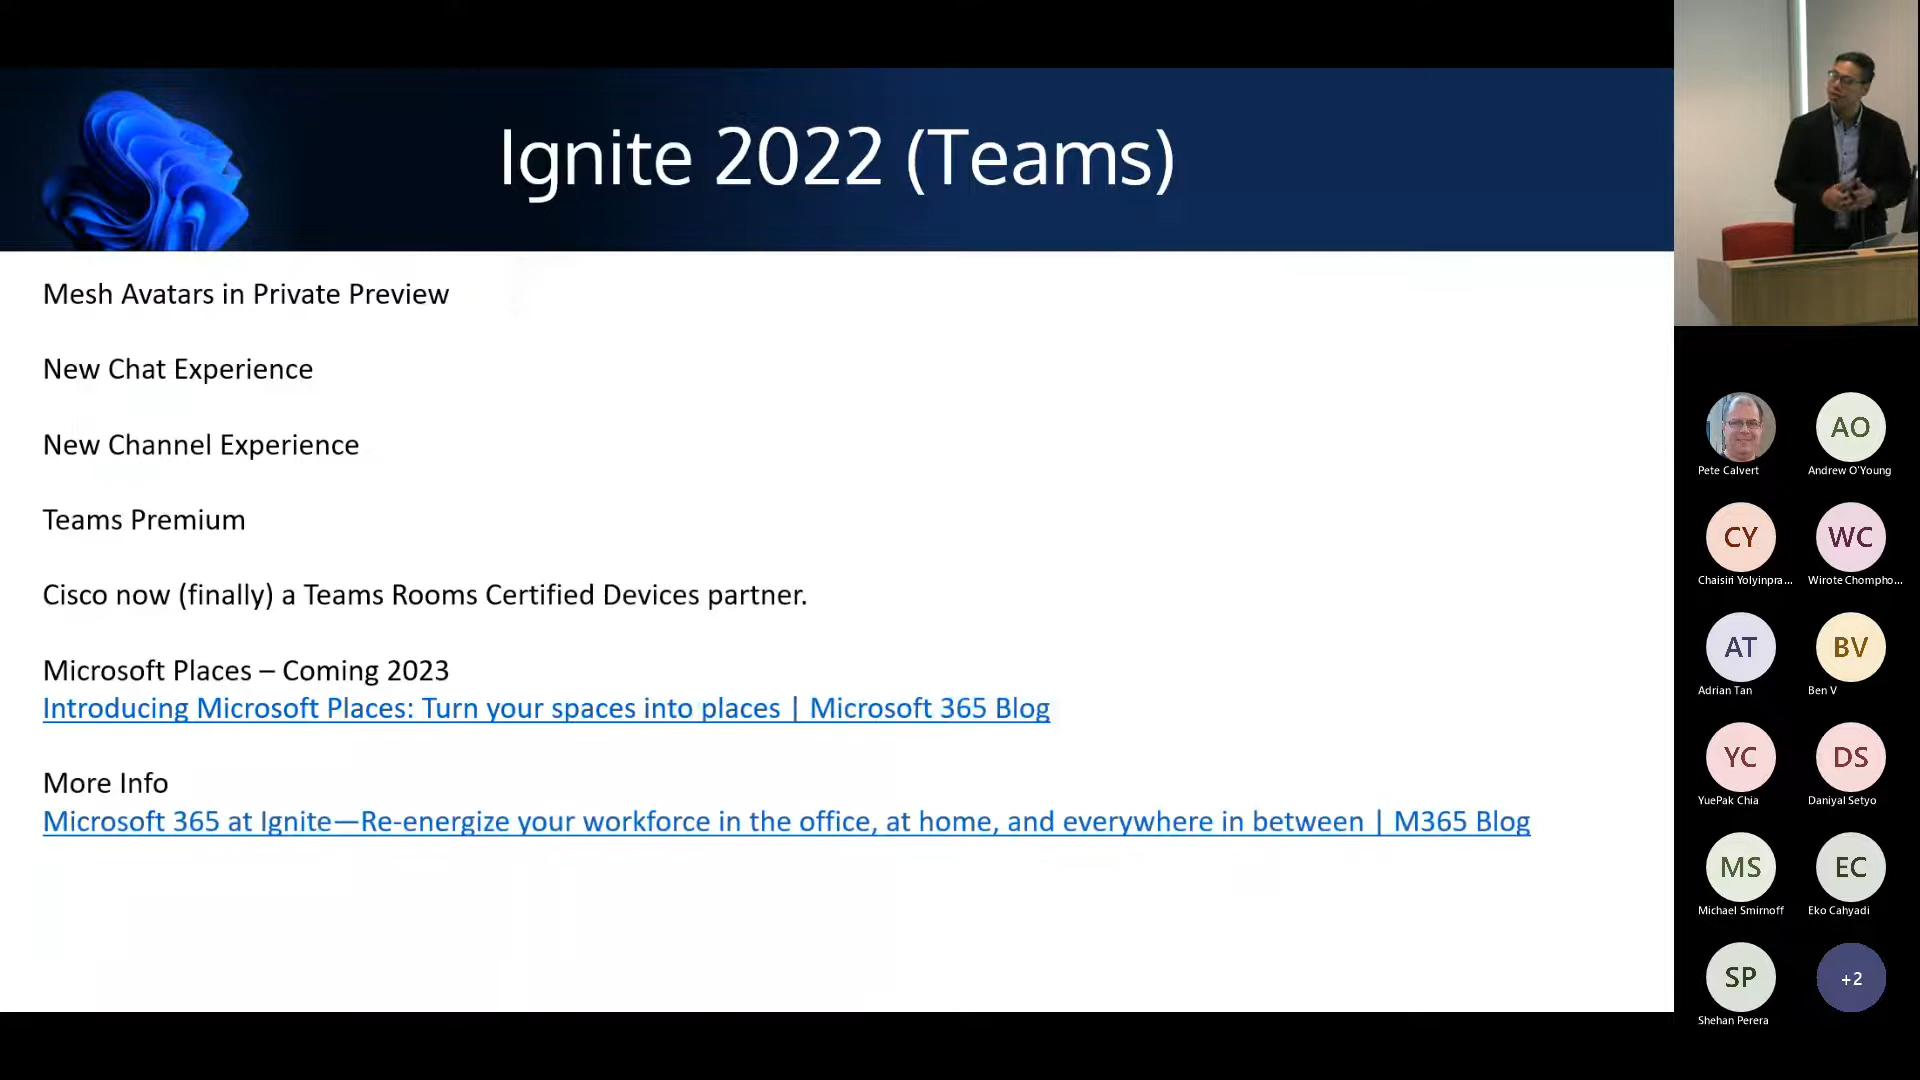 Ignite 2022 (Teams)
Mesh Avatars in Private Preview
New Chat Experience
New Channel Experience
Teams Premium
Cisco now (finally) a Teams Rooms Certified Devices partner.
Microsoft Places – Coming 2023
Introducing Microsoft Places: Turn your spaces into places | Microsoft 365 Blog
More Info
Microsoft 365 at Ignite—Re-energize your workforce in the office, at home, and everywhere in between | M365 Blog
AO
Pete Calvert
Andrew O'Young
CY
WC
Chaisiri Yolyinpra...
Wirote Chompho...
AT
BV
Adrian Tan
Ben V
YC
DS
YuePak Chia
Daniyal Setyo
MS
EC
Michael Smirnoff
Eko Cahyadi
SP
+2
Shehan Perera